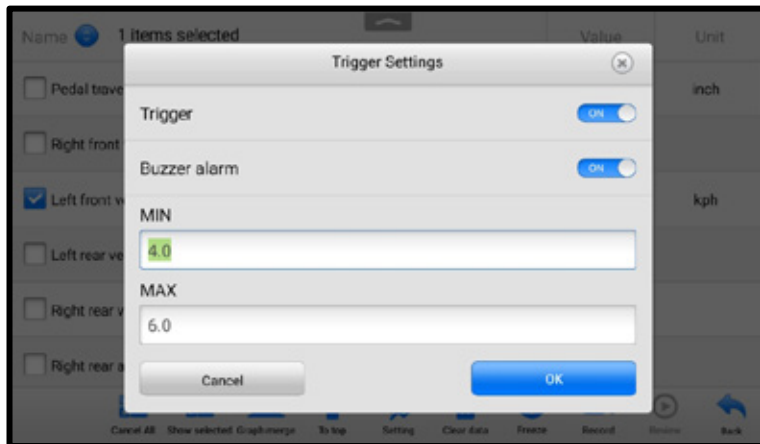 Name 1 items selected Value Unit
Trigger Settings
Pedal trave inch
Trigger ON
Right front
Buzzer alarm ON
Left front v kph
MIN
4.0
Left rear ve
MAX
Right rear v
6.0
Right rear a
Cancel OK
Cancel All Show selected Graph merge To top Setting Clear data Freeze Record Review Back